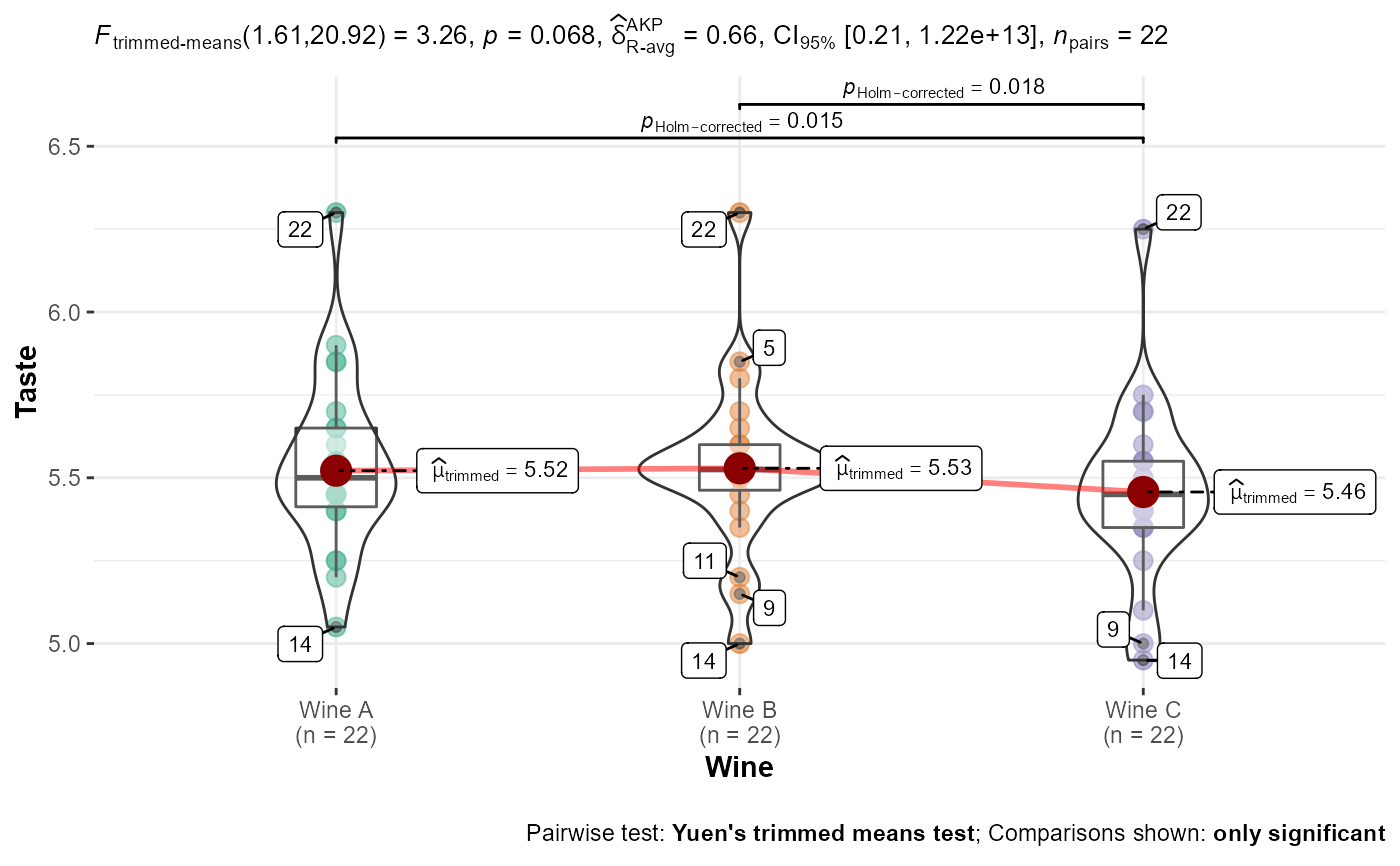 F trimmed-means(1.61,20.92) = 3.26, p = 0.068, δ̂ AKP R-avg = 0.66, CI95% [0.21, 1.22e+13], n pairs = 22
pHolm−corrected = 0.018
pHolm−corrected = 0.015
6.5
22
22
22
6.0
5
Taste
5.5
μ̂trimmed = 5.52
μ̂trimmed = 5.53
μ̂trimmed = 5.46
11
9
9
5.0
14
14
14
Wine A
(n = 22)
Wine B
(n = 22)
Wine C
(n = 22)
Wine
Pairwise test: Yuen's trimmed means test; Comparisons shown: only significant